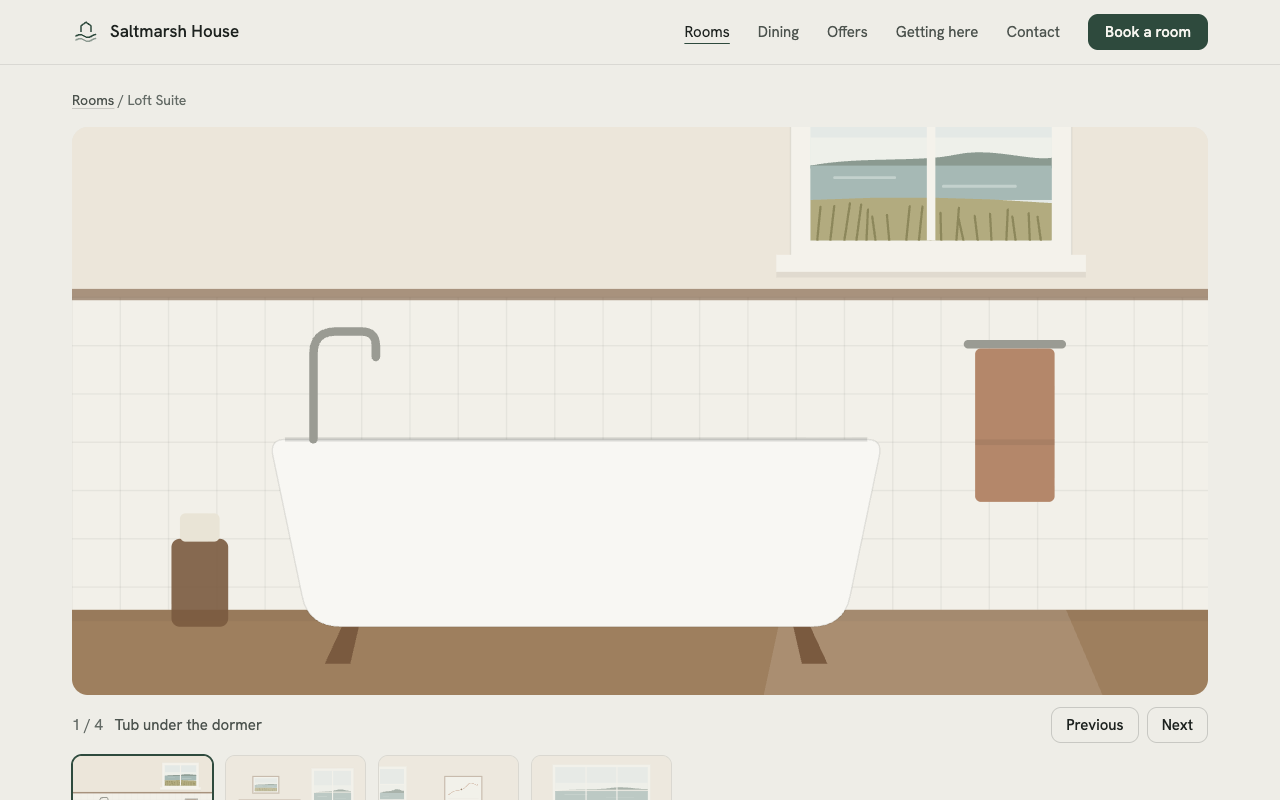 Saltmarsh House
Rooms Dining Offers Getting here Contact Book a room
Rooms / Loft Suite
1 / 4 Tub under the dormer
Previous Next